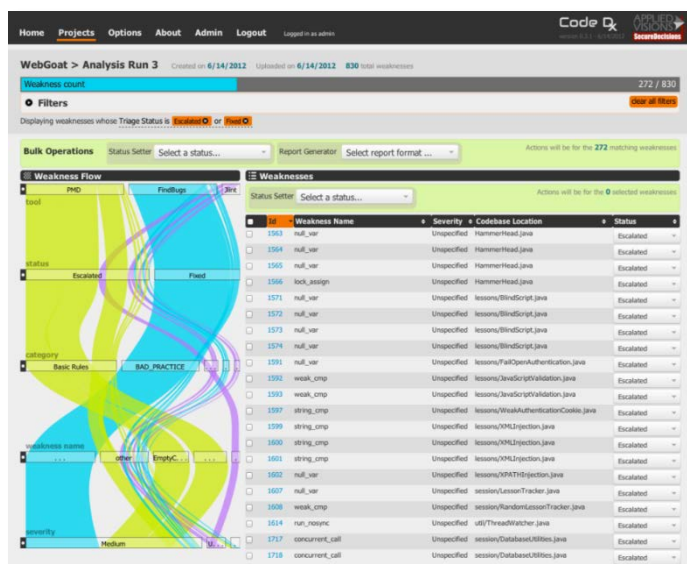 Home Projects Options About Admin Logout Logged in as admin
Code Dx
APPLIED VISIONS
SecureDecisions
WebGoat > Analysis Run 3 Created on 6/14/2012 Uploaded on 6/14/2012 830 total weaknesses
Weakness count 272 / 830
Filters clear all filters
Displaying weaknesses whose Triage Status is Escalated or Fixed
Bulk Operations Status Setter Select a status... Report Generator Select report format ... Actions will be for the 272 matching weaknesses
Weakness Flow
PMD FindBugs
tool
status
Escalated Fixed
category
Basic Rules BAD_PRACTICE
weakness name
... other EmptyC... ...
severity
Medium U...
Weaknesses
Status Setter Select a status... Actions will be for the 0 selected weaknesses
Id Weakness Name Severity Codebase Location Status
1563 null_var Unspecified HammerHead.java Escalated
1564 null_var Unspecified HammerHead.java Escalated
1565 null_var Unspecified HammerHead.java Escalated
1566 lock_assign Unspecified HammerHead.java Escalated
1571 null_var Unspecified lessons/BlindScript.java Escalated
1572 null_var Unspecified lessons/BlindScript.java Escalated
1573 null_var Unspecified lessons/BlindScript.java Escalated
1574 null_var Unspecified lessons/BlindScript.java Escalated
1591 null_var Unspecified lessons/FailOpenAuthentication.java Escalated
1592 weak_cmp Unspecified lessons/JavaScriptValidation.java Escalated
1593 weak_cmp Unspecified lessons/JavaScriptValidation.java Escalated
1597 string_cmp Unspecified lessons/WeakAuthenticationCookie.java Escalated
1599 string_cmp Unspecified lessons/XMLInjection.java Escalated
1600 string_cmp Unspecified lessons/XMLInjection.java Escalated
1601 string_cmp Unspecified lessons/XMLInjection.java Escalated
1602 null_var Unspecified lessons/XPATHInjection.java Escalated
1607 null_var Unspecified session/LessonTracker.java Escalated
1608 weak_cmp Unspecified session/RandomLessonTracker.java Escalated
1614 run_nosync Unspecified util/ThreadWatcher.java Escalated
1717 concurrent_call Unspecified session/DatabaseUtilities.java Escalated
1718 concurrent_call Unspecified session/DatabaseUtilities.java Escalated